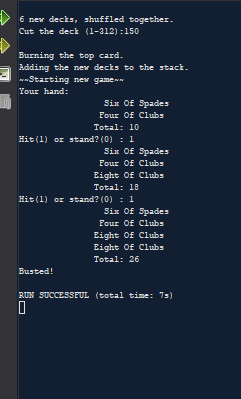 6 new decks, shuffled together.
Cut the deck (1-312):150
Burning the top card.
Adding the new decks to the stack.
~~Starting new game~~
Your hand:
Six Of Spades
Four Of Clubs
Total: 10
Hit(1) or stand?(0) : 1
Six Of Spades
Four Of Clubs
Eight Of Clubs
Total: 18
Hit(1) or stand?(0) : 1
Six Of Spades
Four Of Clubs
Eight Of Clubs
Eight Of Clubs
Total: 26
Busted!
RUN SUCCESSFUL (total time: 7s)